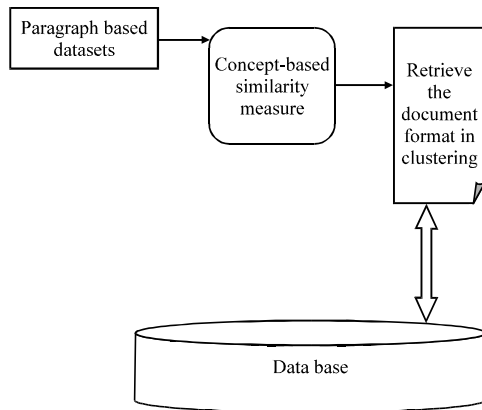 Paragraph based
datasets
Concept-based
similarity
measure
Retrieve
the
document
format in
clustering
Data base